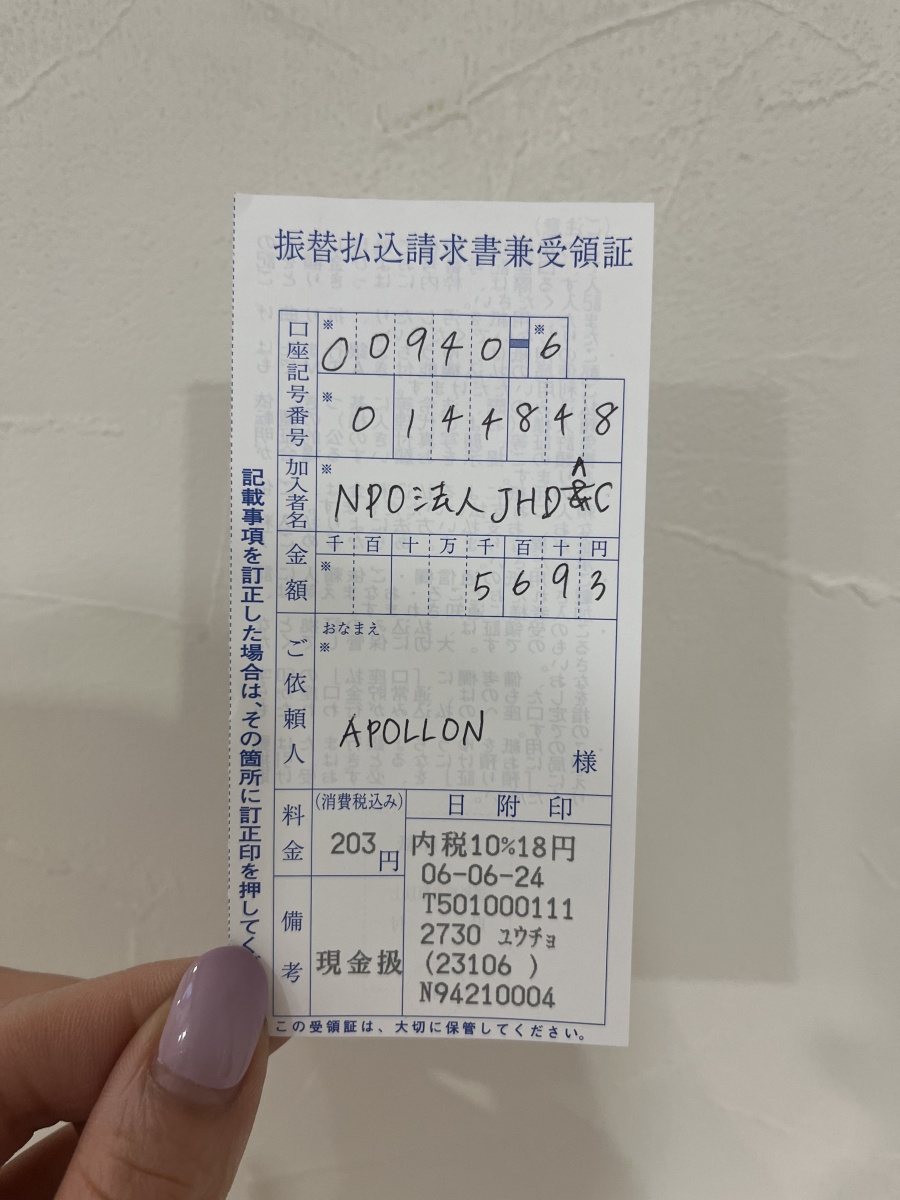 振替払込請求書兼受領証
口座記号番号
※ 00940-※6
※ 0144848
加入者名
※ NPO法人 JHDAC
金額
千 百 十 万 千 百 十 円
※ 5693
ご依頼人
おなまえ
※
APOLLON
様
料金
(消費税込み)
203円
日附印
内税10%18円
06-06-24
T501000111
2730 ユウチョ
(23106 )
N94210004
備考
現金扱
この受領証は、大切に保管してください。
記載事項を訂正した場合は、その箇所に訂正印を押してく